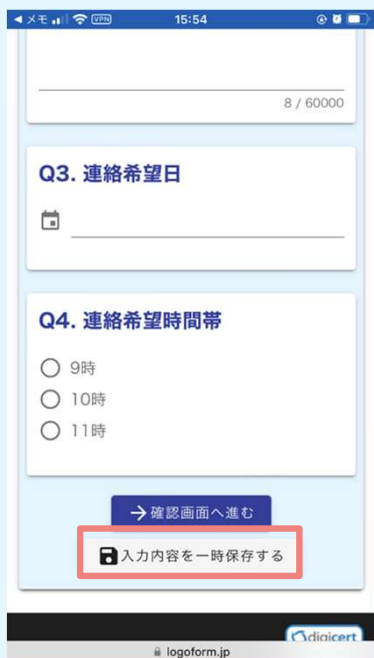 メモ VPN 15:54
8 / 60000
Q3. 連絡希望日
Q4. 連絡希望時間帯
9時
10時
11時
→確認画面へ進む
入力内容を一時保存する
digicert
logoform.jp